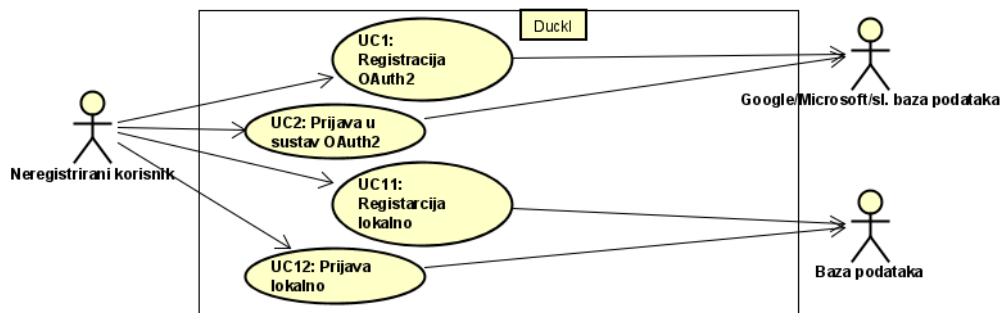 Duckl
UC1:
Registracija
OAuth2
Google/Microsoft/sl. baza podataka
UC2: Prijava u
sustav OAuth2
Neregistrirani korisnik
UC11:
Registarcija
lokalno
UC12: Prijava
lokalno
Baza podataka